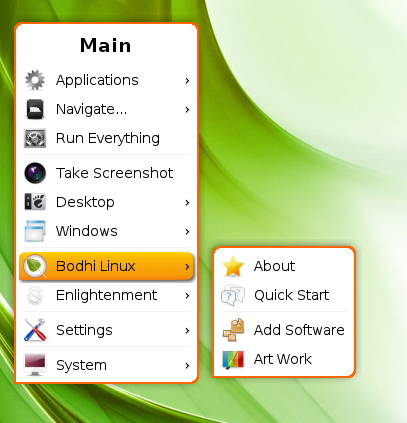 Main
Applications
Navigate...
Run Everything
Take Screenshot
Desktop
Windows
Bodhi Linux
Enlightenment
Settings
System
About
Quick Start
Add Software
Art Work